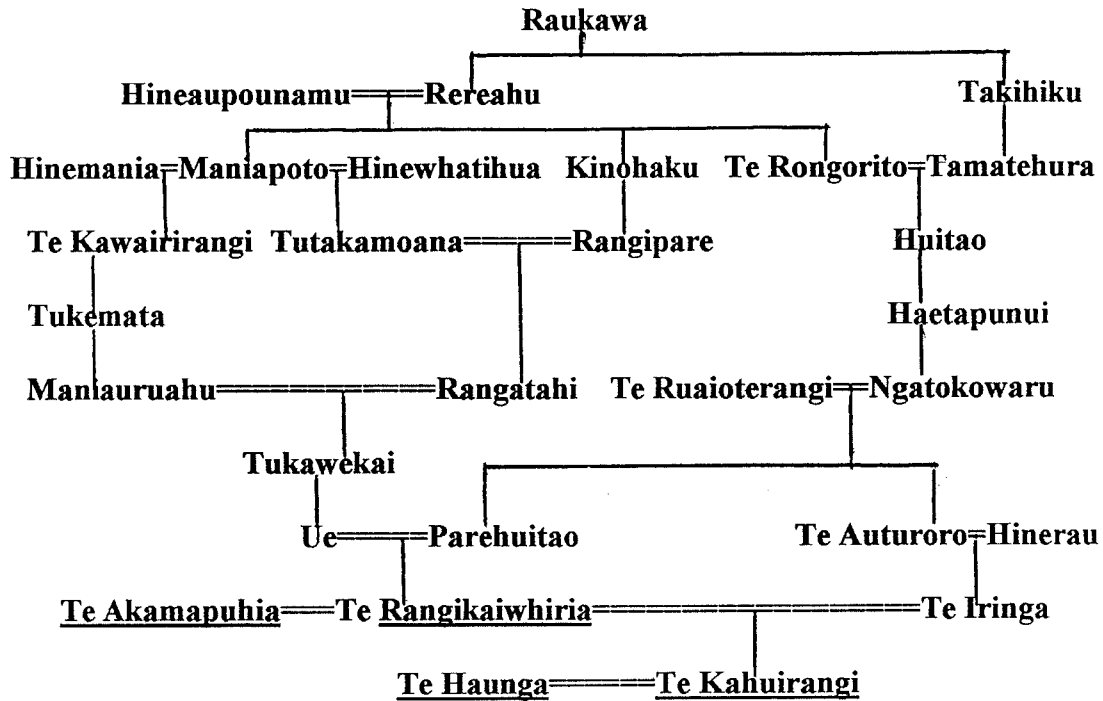 Raukawa
Hineaupounamu=====Rereahu Takihiku
Hinemania=Maniapoto=Hinewhatihua Kinohaku Te Rongorito=Tamatehura
Te Kawairirangi Tutakamoana======Rangipare Huitao
Tukemata Haetapunui
Maniauruahu============Rangatahi Te Ruaioterangi==Ngatokowaru
Tukawekai
Ue=====Parehuitao Te Auturoro=Hinerau
Te Akamapuhia===Te Rangikaiwhiria==================Te Iringa
Te Haunga======Te Kahuirangi